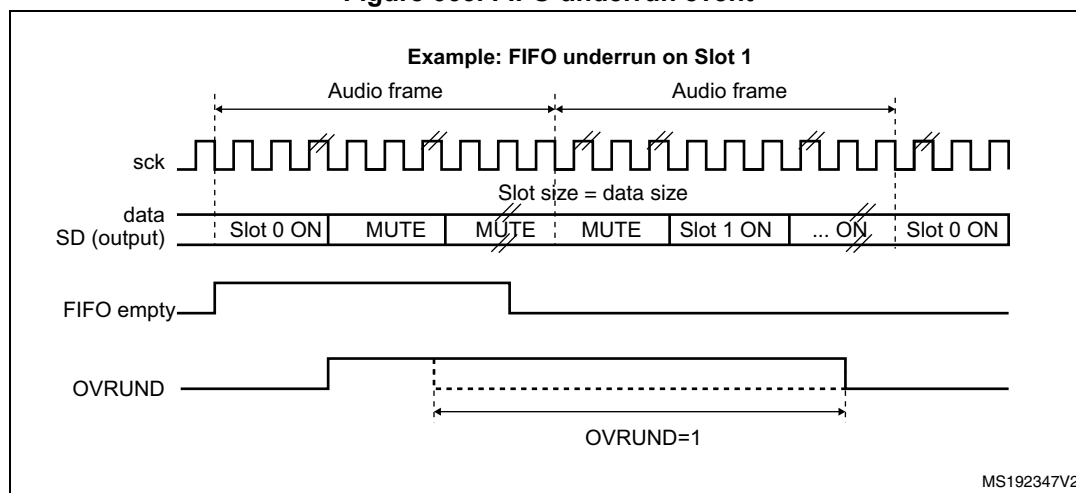 Example: FIFO underrun on Slot 1
Audio frame Audio frame
sck
Slot size = data size
data
SD (output) Slot 0 ON MUTE MUTE MUTE Slot 1 ON ... ON Slot 0 ON
FIFO empty
OVRUND
OVRUND=1
MS192347V2